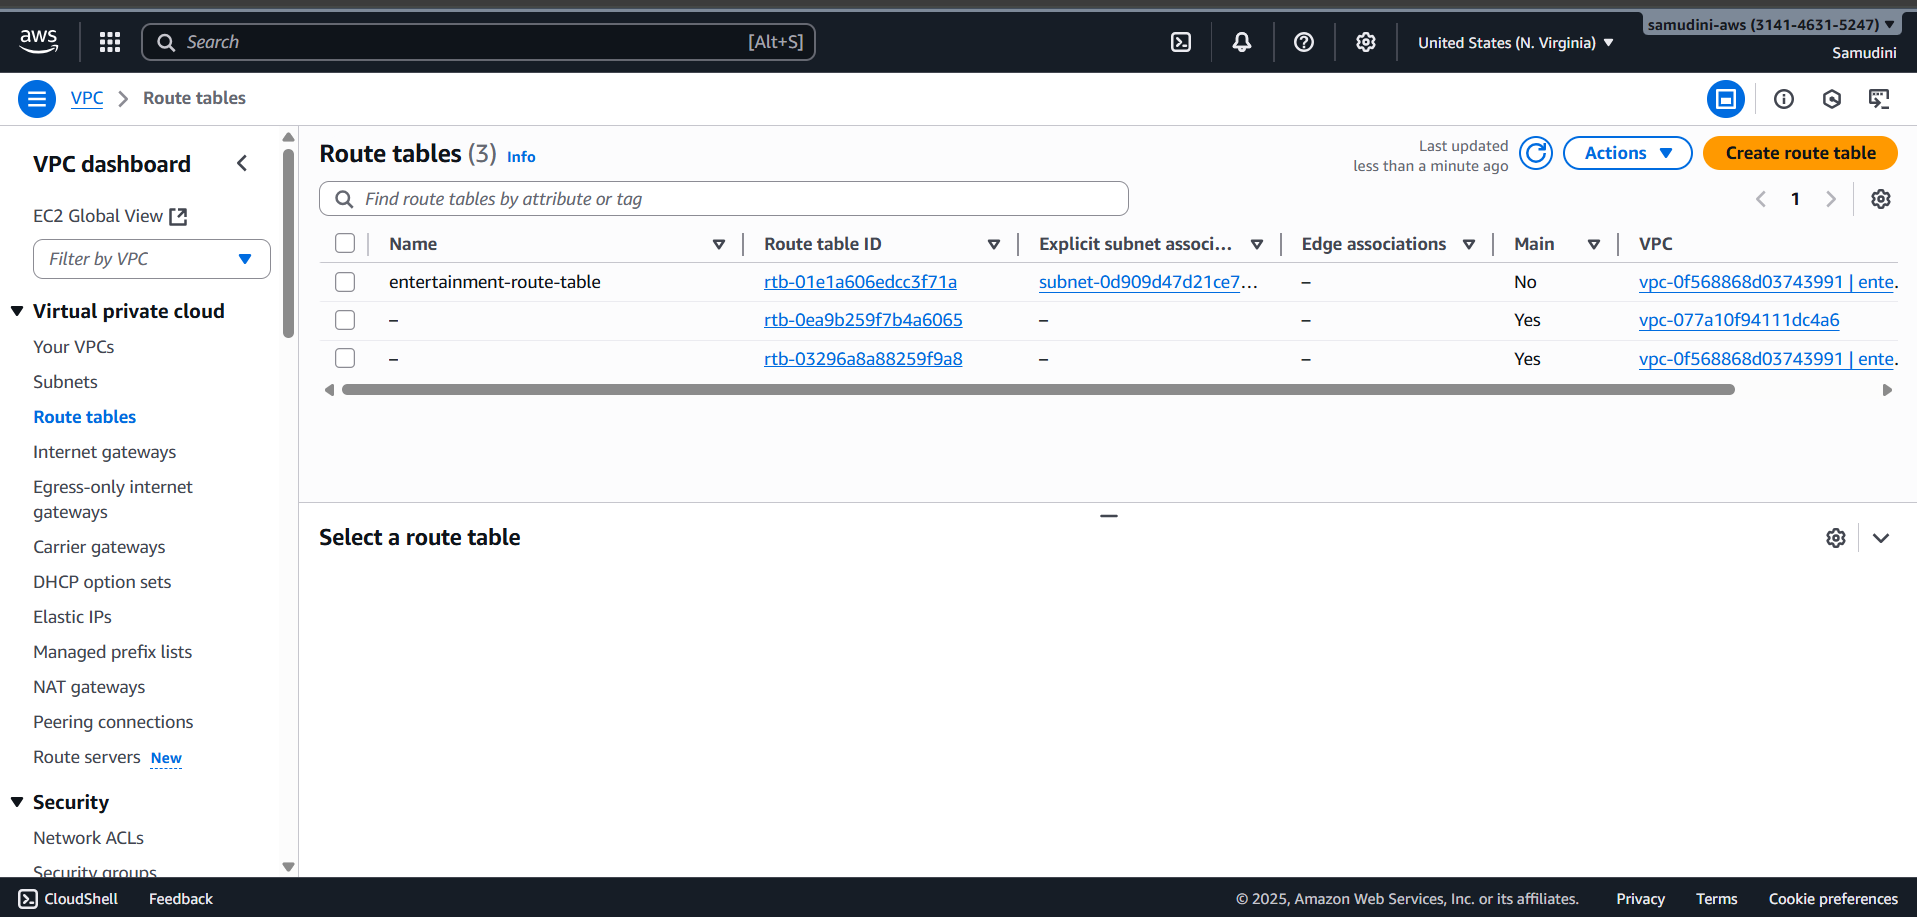 aws
Search [Alt+S]
United States (N. Virginia)
samudini-aws (3141-4631-5247)
Samudini
VPC
Route tables
VPC dashboard
EC2 Global View
Filter by VPC
Virtual private cloud
Your VPCs
Subnets
Route tables
Internet gateways
Egress-only internet
gateways
Carrier gateways
DHCP option sets
Elastic IPs
Managed prefix lists
NAT gateways
Peering connections
Route servers New
Security
Network ACLs
Security groups
Route tables (3) Info
Last updated
less than a minute ago
Actions
Create route table
Find route tables by attribute or tag
1
Name Route table ID Explicit subnet associ... Edge associations Main VPC
entertainment-route-table rtb-01e1a606edcc3f71a subnet-0d909d47d21ce7... – No vpc-0f568868d03743991 | ente.
– rtb-0ea9b259f7b4a6065 – – Yes vpc-077a10f94111dc4a6
– rtb-03296a8a88259f9a8 – – Yes vpc-0f568868d03743991 | ente.
Select a route table
CloudShell Feedback © 2025, Amazon Web Services, Inc. or its affiliates. Privacy Terms Cookie preferences